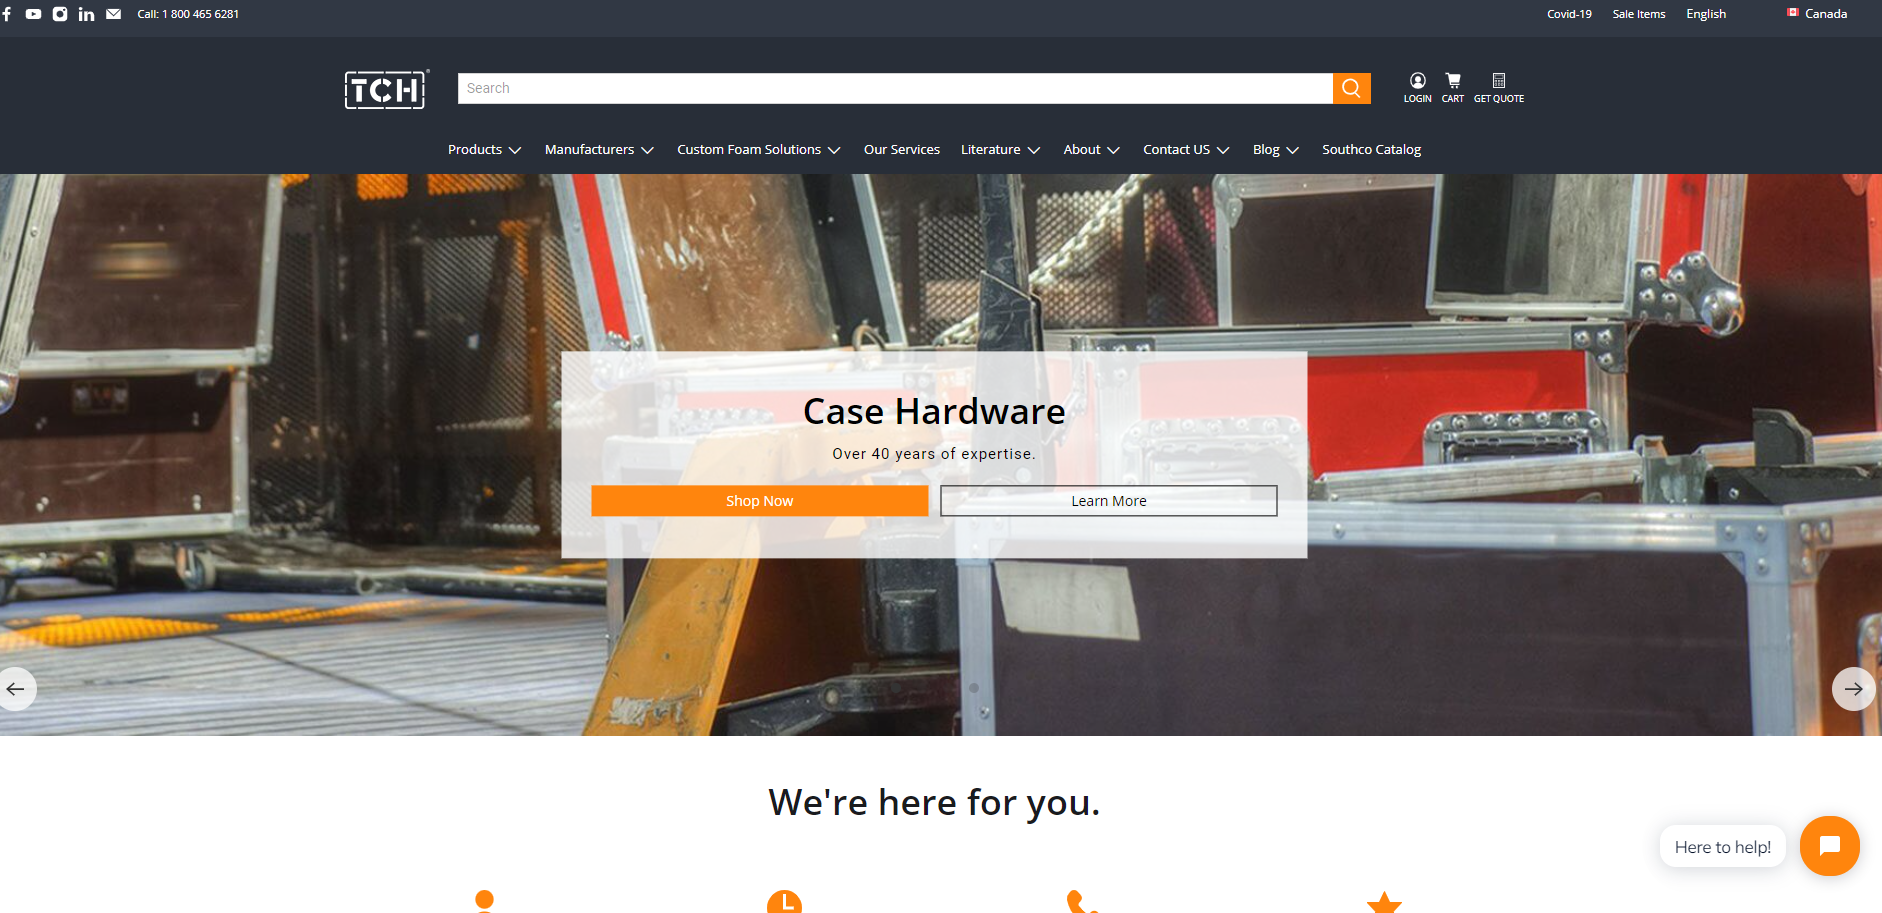 Call: 1 800 465 6281
Covid-19
Sale Items
English
Canada
TCH®
Search
LOGIN
CART
GET QUOTE
Products
Manufacturers
Custom Foam Solutions
Our Services
Literature
About
Contact US
Blog
Southco Catalog
Case Hardware
Over 40 years of expertise.
Shop Now
Learn More
We're here for you.
Here to help!